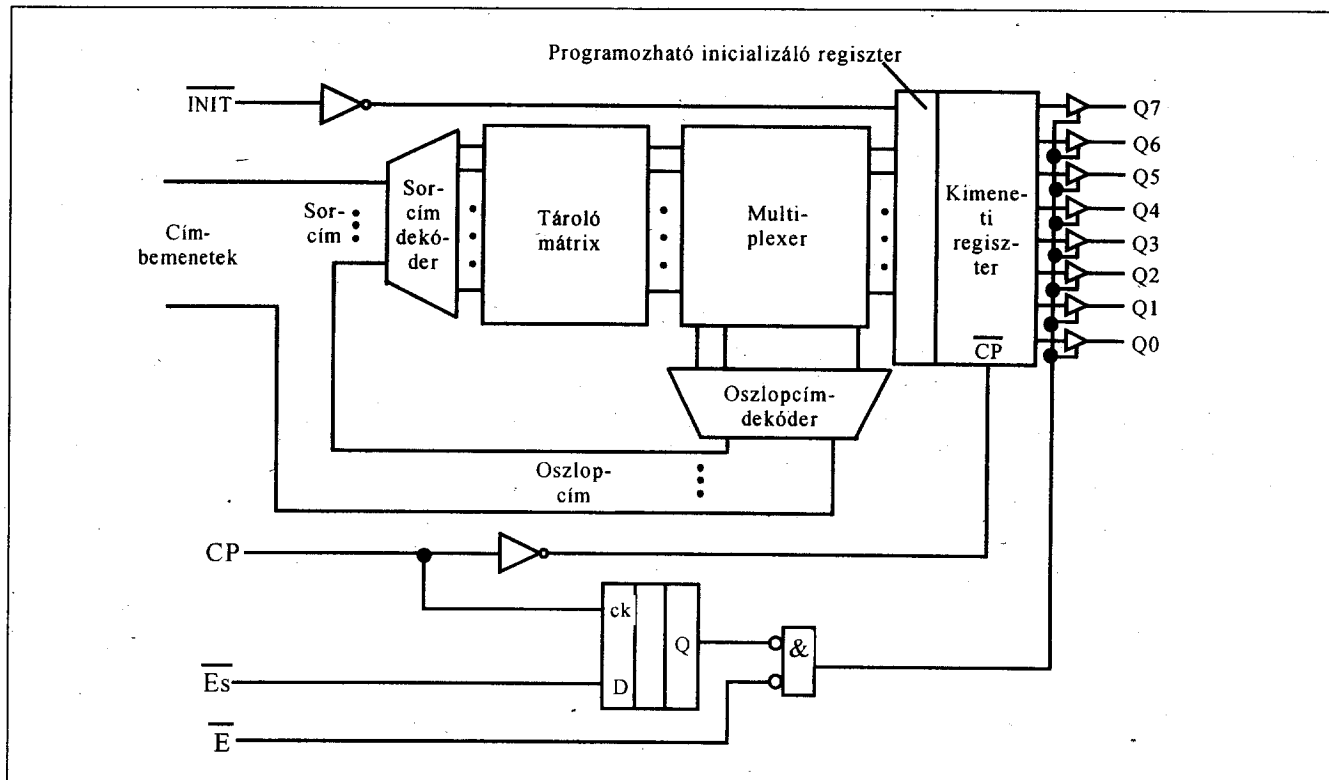 Programozható inicializáló regiszter
INIT
Q7
Q6
Q5
Q4
Q3
Q2
Q1
Q0
Cím-
bemenetek
Sor-
cím
Sor-
cím
dekó-
der
Tároló
mátrix
Multi-
plexer
Kimene-
ti
regisz-
ter
CP
Oszlopcím-
dekóder
Oszlop-
cím
CP
ck
Q
D
&
Es
E